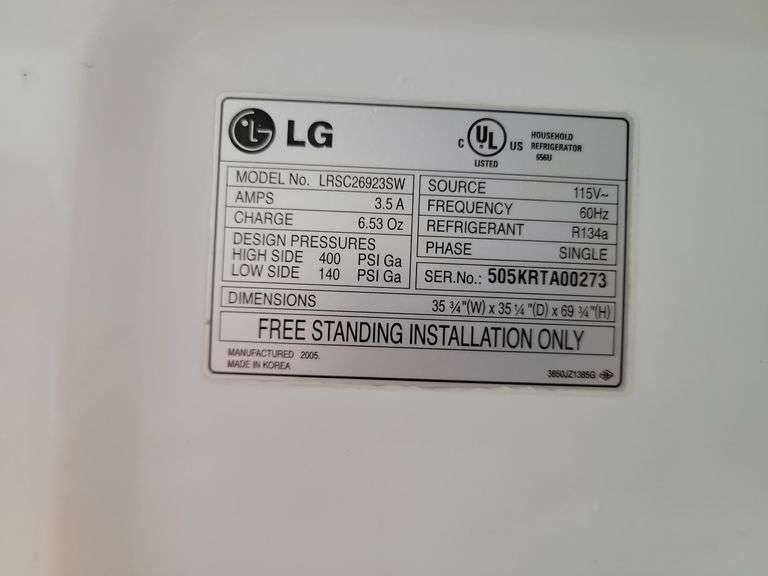 LG
C UL US
LISTED
HOUSEHOLD
REFRIGERATOR
656U
MODEL No. LRSC26923SW
AMPS 3.5 A
CHARGE 6.53 Oz
DESIGN PRESSURES
HIGH SIDE 400 PSI Ga
LOW SIDE 140 PSI Ga
SOURCE 115V~
FREQUENCY 60Hz
REFRIGERANT R134a
PHASE SINGLE
SER.No.: 505KRTA00273
DIMENSIONS 35 ¾"(W) x 35 ¼"(D) x 69 ¾"(H)
FREE STANDING INSTALLATION ONLY
MANUFACTURED 2005.
MADE IN KOREA
3850JZ1385G